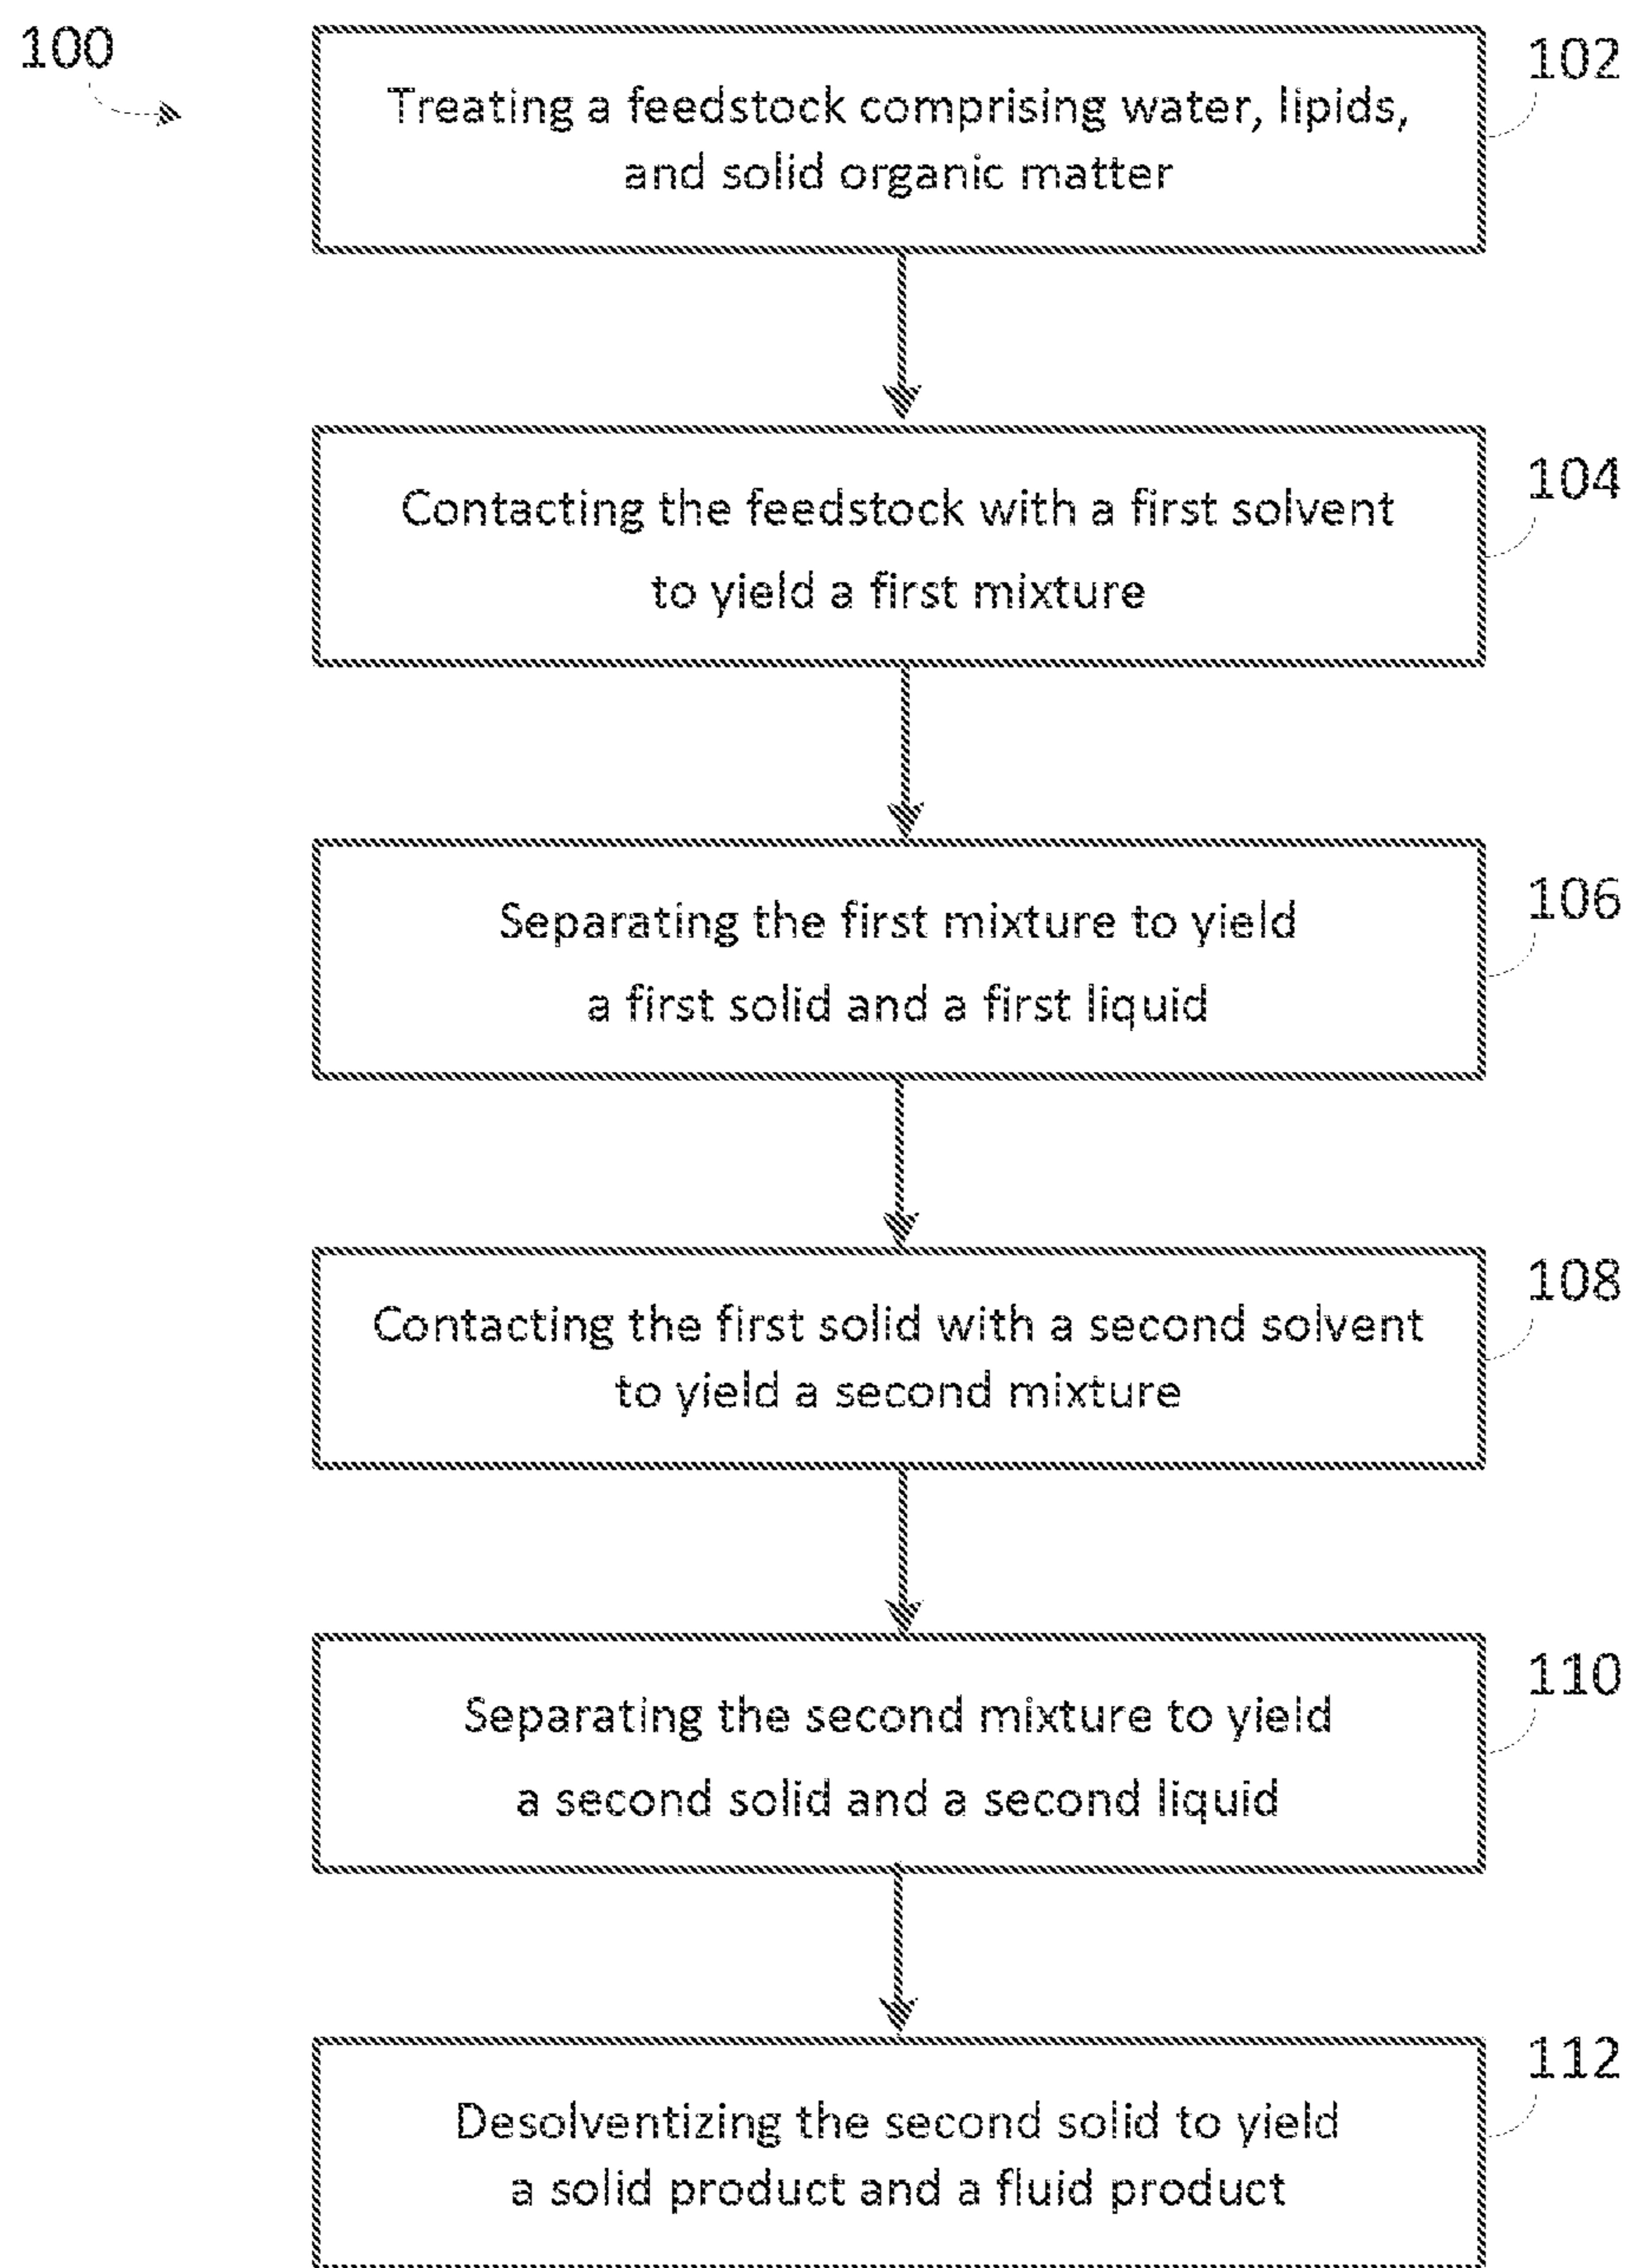 100
102
Treating a feedstock comprising water, lipids,
and solid organic matter
104
Contacting the feedstock with a first solvent
to yield a first mixture
106
Separating the first mixture to yield
a first solid and a first liquid
108
Contacting the first solid with a second solvent
to yield a second mixture
110
Separating the second mixture to yield
a second solid and a second liquid
112
Desolventizing the second solid to yield
a solid product and a fluid product